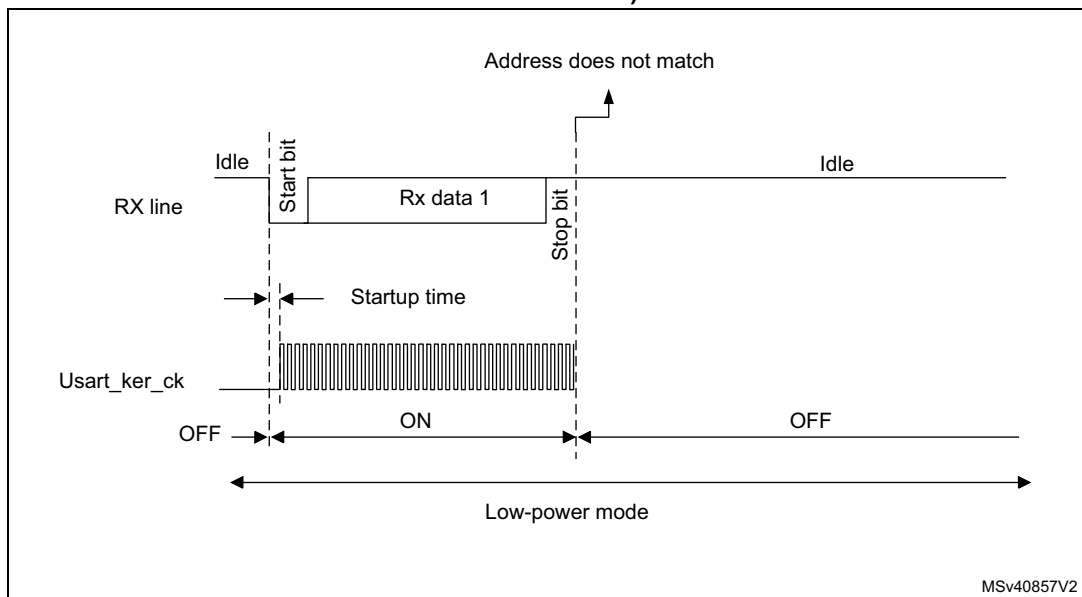 Address does not match
Idle
Start bit
Idle
RX line
Rx data 1
Stop bit
Startup time
Usart_ker_ck
OFF
ON
OFF
Low-power mode
MSv40857V2